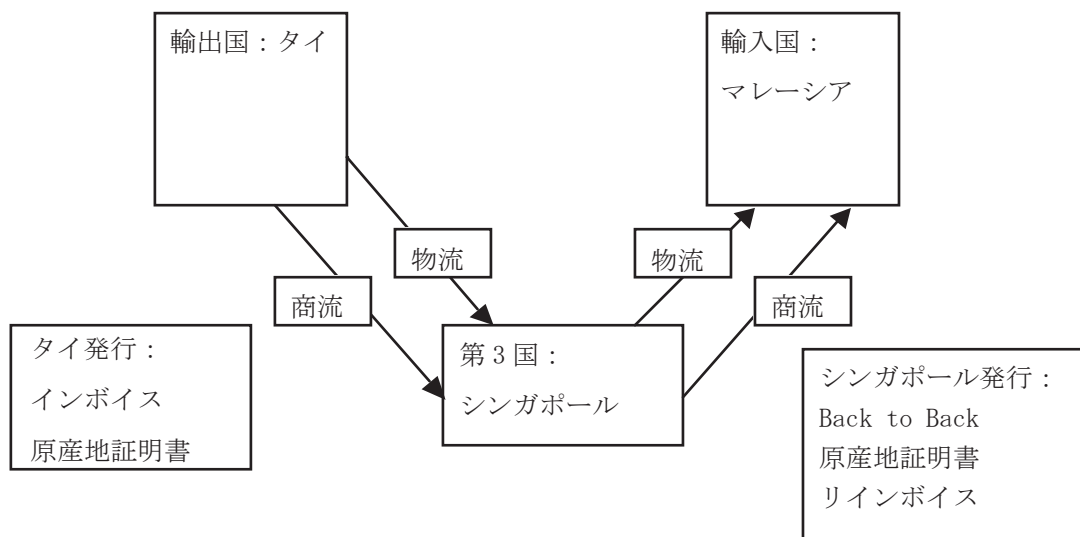 輸出国：タイ
輸入国：
マレーシア
物流
物流
商流
商流
タイ発行：
インボイス
原産地証明書
第3国：
シンガポール
シンガポール発行：
Back to Back
原産地証明書
リインボイス